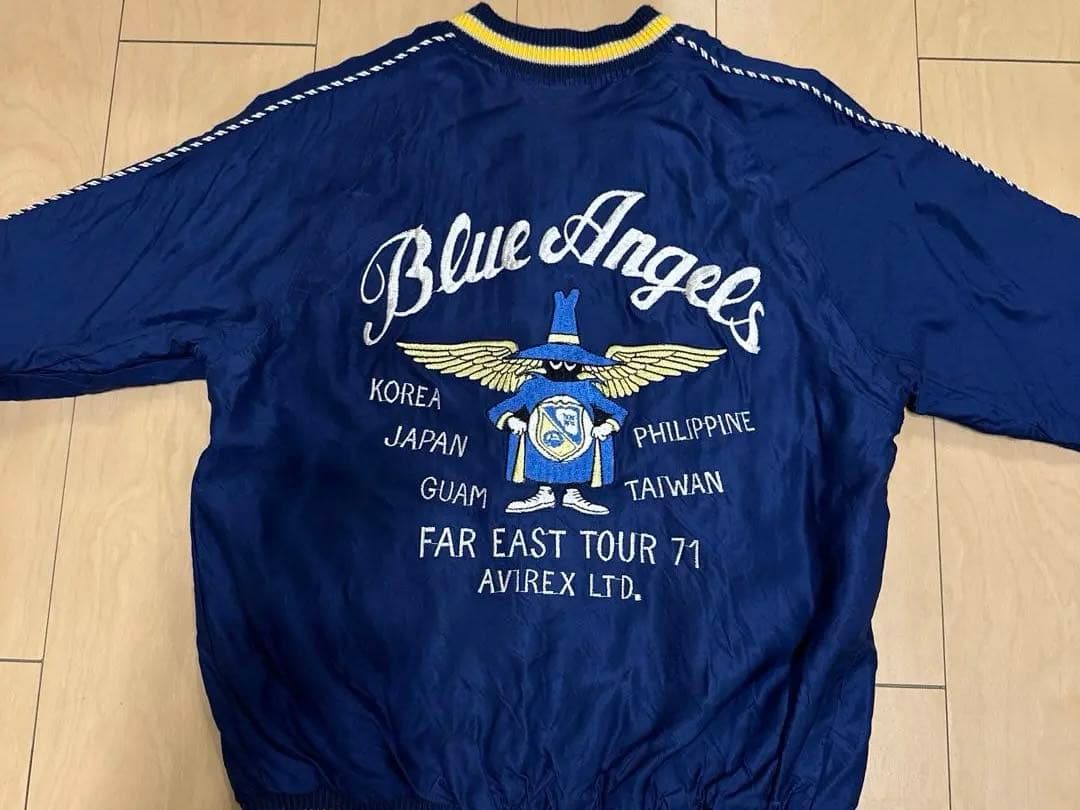 Blue Angels
KOREA
JAPAN
GUAM
PHILIPPINE
TAIWAN
FAR EAST TOUR 71
AVIREX LTD.